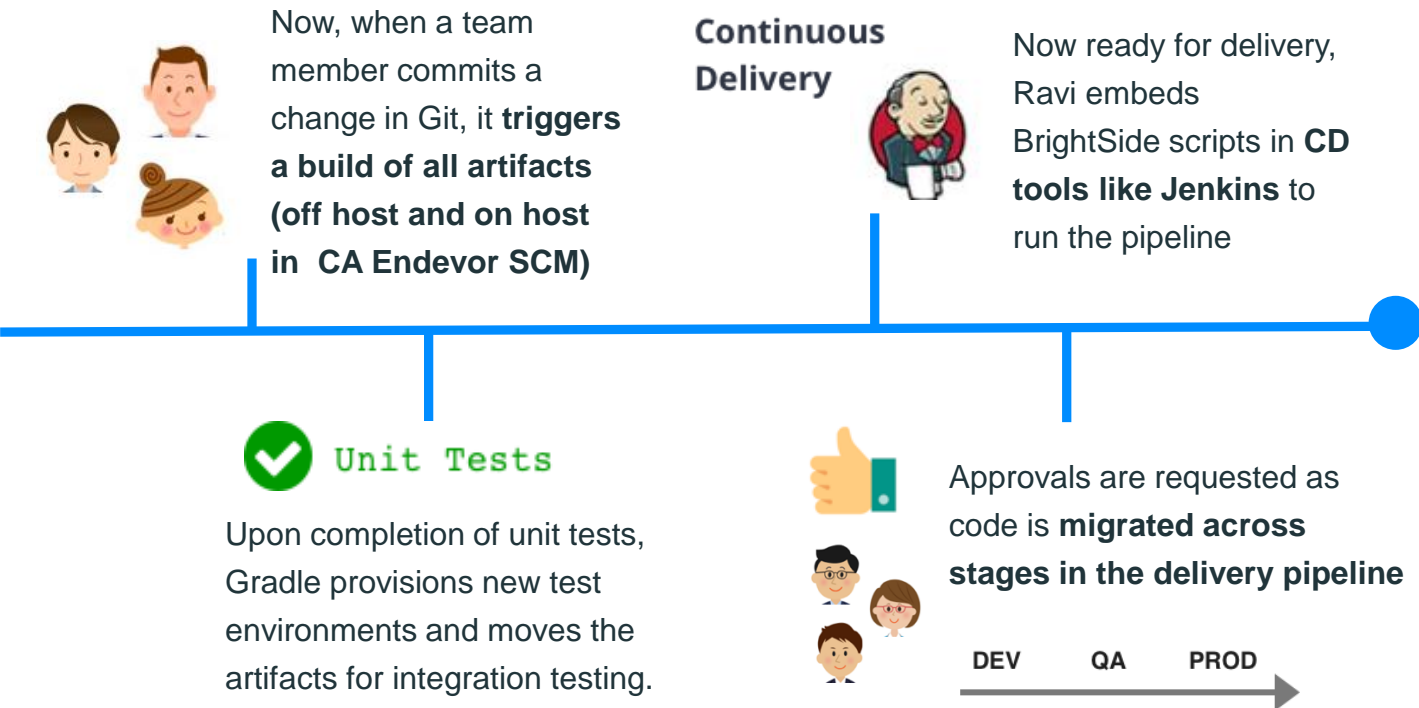 Now, when a team
member commits a
change in Git, it triggers
a build of all artifacts
(off host and on host
in  CA Endevor SCM)
Unit Tests
Upon completion of unit tests,
Gradle provisions new test
environments and moves the
artifacts for integration testing.
Continuous
Delivery
Now ready for delivery,
Ravi embeds
BrightSide scripts in CD
tools like Jenkins to
run the pipeline
Approvals are requested as
code is migrated across
stages in the delivery pipeline
DEV QA PROD